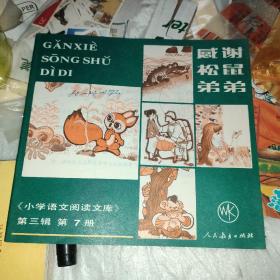 GǍNXIÈ
SŌNGSHǓ
DÌDI
感谢
松鼠
弟弟
《小学语文阅读文库》
第三辑 第7册
WK
人民教育出版社